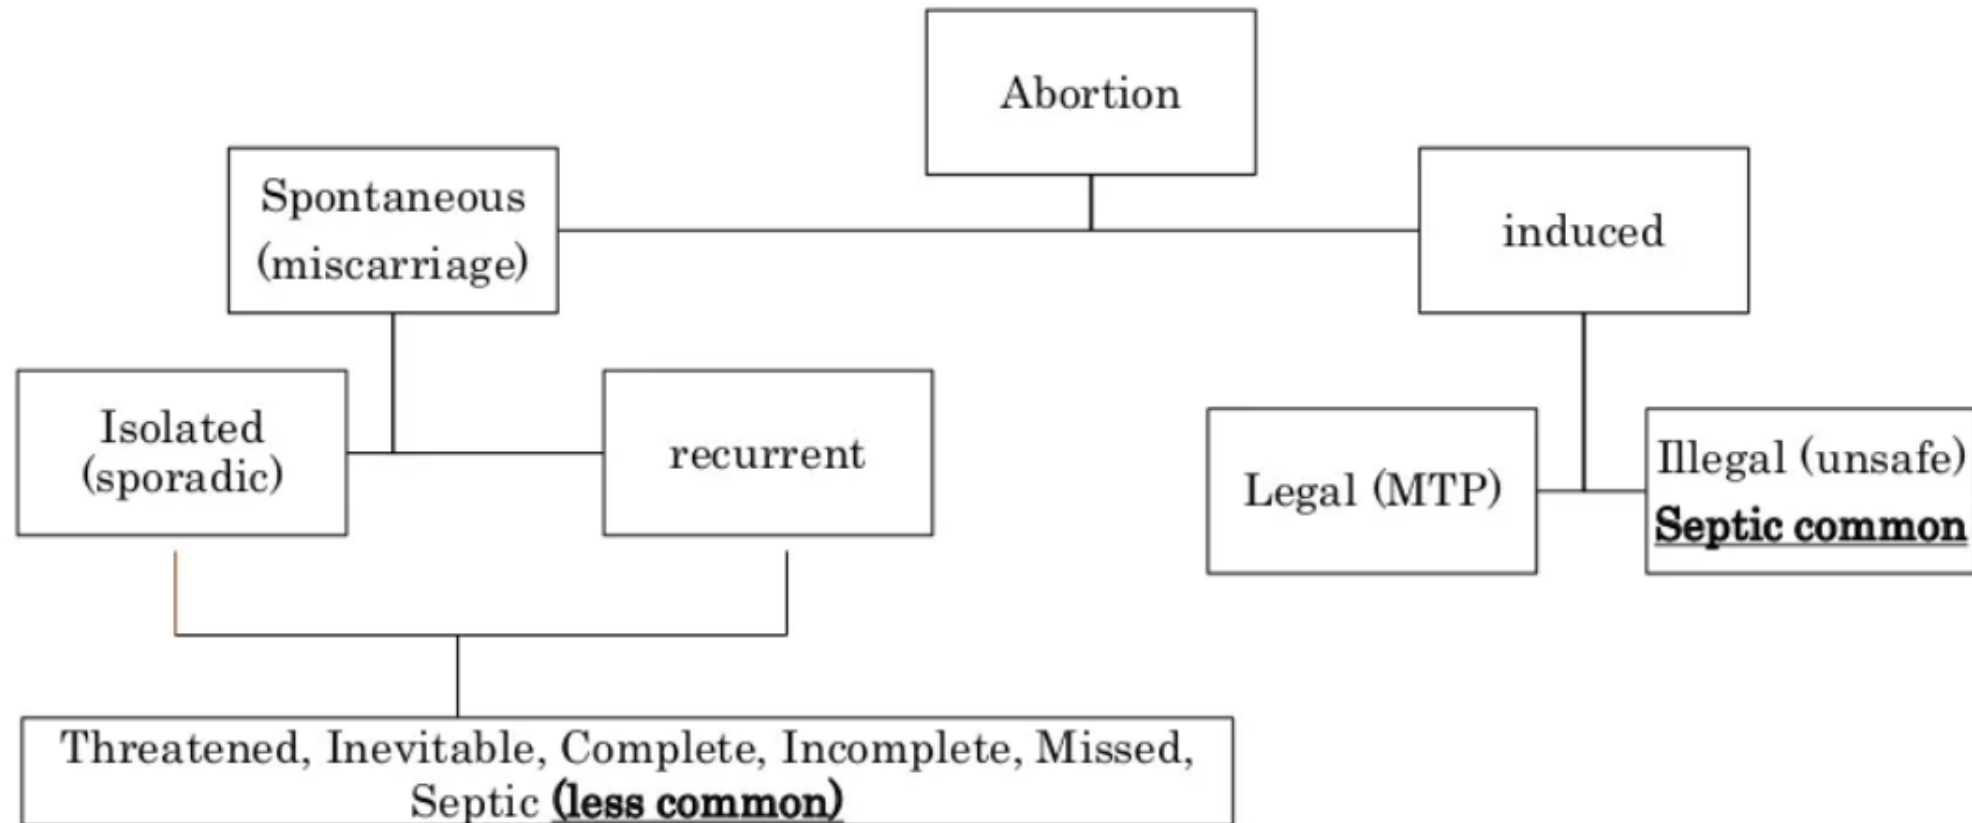 Abortion
Spontaneous
(miscarriage)
induced
Isolated
(sporadic)
recurrent
Legal (MTP)
Illegal (unsafe)
Septic common
Threatened, Inevitable, Complete, Incomplete, Missed,
Septic (less common)